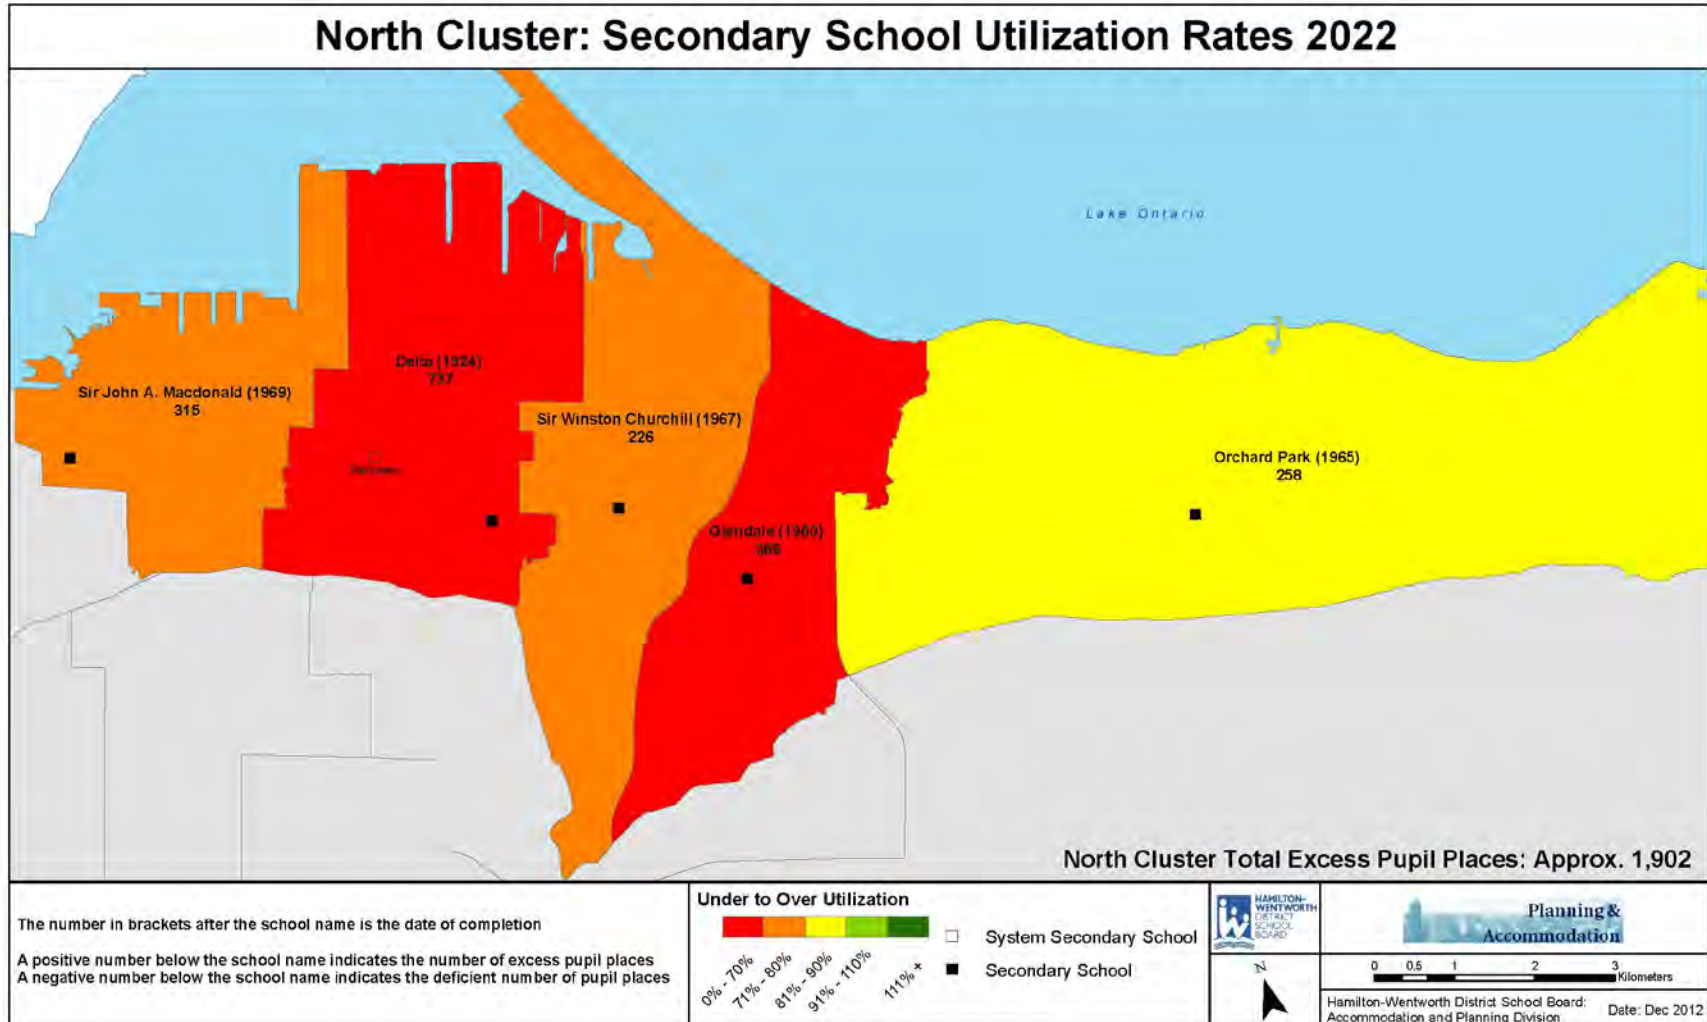 North Cluster: Secondary School Utilization Rates 2022
Lake Ontario
Delta (1924)
737
Sir John A. Macdonald (1969)
315
Sir Winston Churchill (1967)
226
Orchard Park (1965)
258
Glendale (1960)
366
North Cluster Total Excess Pupil Places: Approx. 1,902
The number in brackets after the school name is the date of completion
A positive number below the school name indicates the number of excess pupil places
A negative number below the school name indicates the deficient number of pupil places
Under to Over Utilization
0% - 70%
71% - 80%
81% - 90%
91% - 110%
111% +
System Secondary School
Secondary School
HAMILTON-
WENTWORTH
DISTRICT
SCHOOL
BOARD
Planning &
Accommodation
N
0 0.5 1 2 3
Kilometers
Hamilton-Wentworth District School Board:
Accommodation and Planning Division
Date: Dec 2012